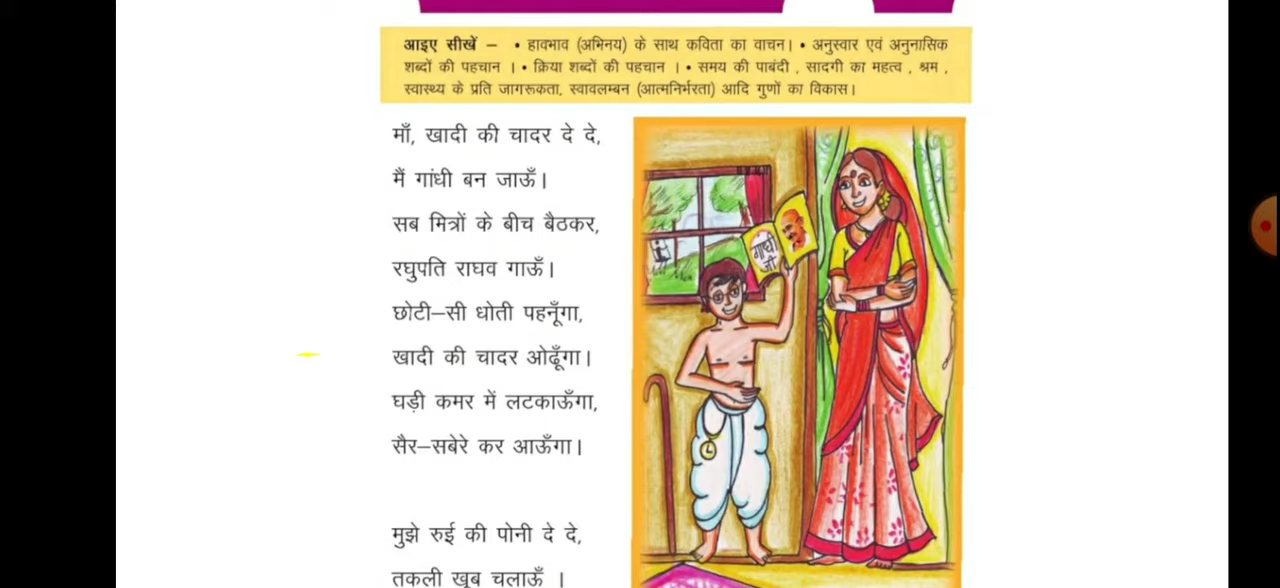 आइए सीखें – • हावभाव (अभिनय) के साथ कविता का वाचन। • अनुस्वार एवं अनुनासिक
शब्दों की पहचान । • क्रिया शब्दों की पहचान । • समय की पाबंदी , सादगी का महत्व , श्रम ,
स्वास्थ्य के प्रति जागरूकता, स्वावलम्बन (आत्मनिर्भरता) आदि गुणों का विकास।
माँ, खादी की चादर दे दे,
मैं गांधी बन जाऊँ।
सब मित्रों के बीच बैठकर,
रघुपति राघव गाऊँ।
छोटी–सी धोती पहनूँगा,
खादी की चादर ओढ़ूँगा।
घड़ी कमर में लटकाऊँगा,
सैर–सबेरे कर आऊँगा।
मुझे रुई की पोनी दे दे,
तकली खूब चलाऊँ ।
गांधी
जी